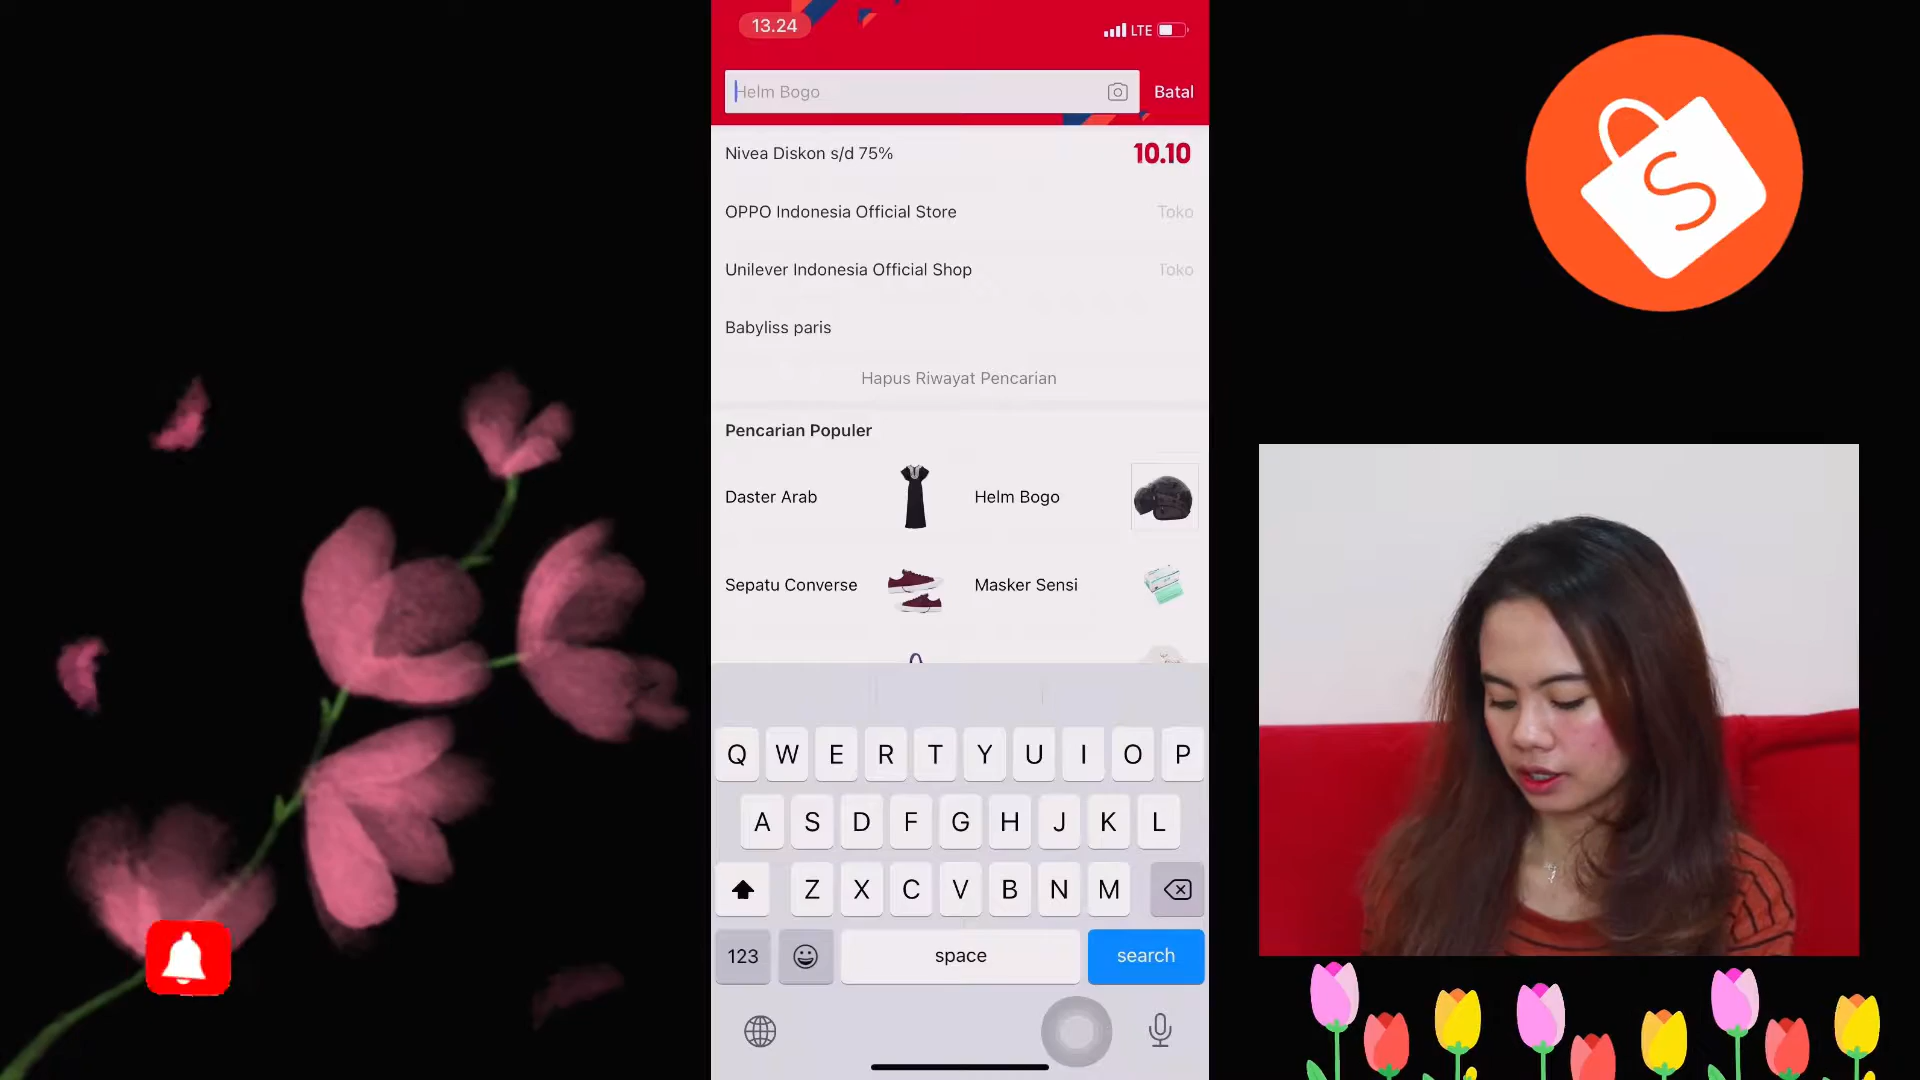 13.24
LTE
Helm Bogo
Batal
Nivea Diskon s/d 75%
10.10
OPPO Indonesia Official Store
Toko
Unilever Indonesia Official Shop
Toko
Babyliss paris
Hapus Riwayat Pencarian
Pencarian Populer
Daster Arab
Helm Bogo
Sepatu Converse
Masker Sensi
Q W E R T Y U I O P
A S D F G H J K L
Z X C V B N M
123
space
search
S